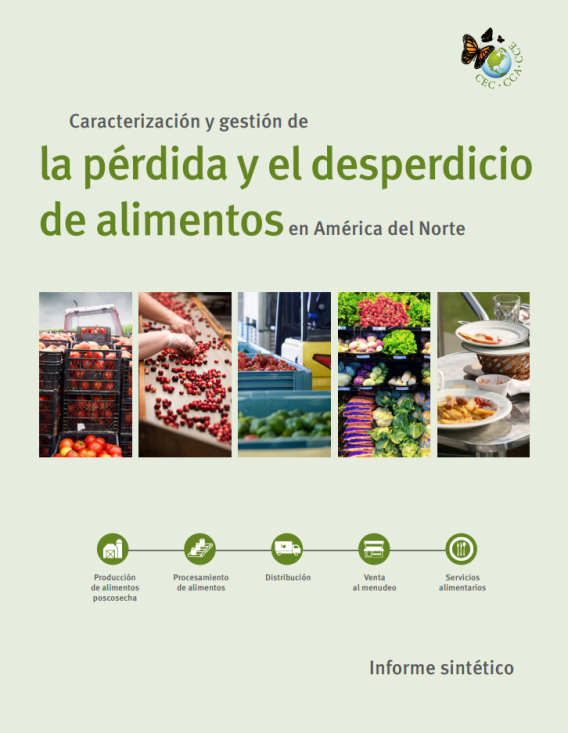 CEC · CCA · CCE
Caracterización y gestión de
la pérdida y el desperdicio
de alimentos en América del Norte
Producción
de alimentos
poscosecha
Procesamiento
de alimentos
Distribución
Venta
al menudeo
Servicios
alimentarios
Informe sintético